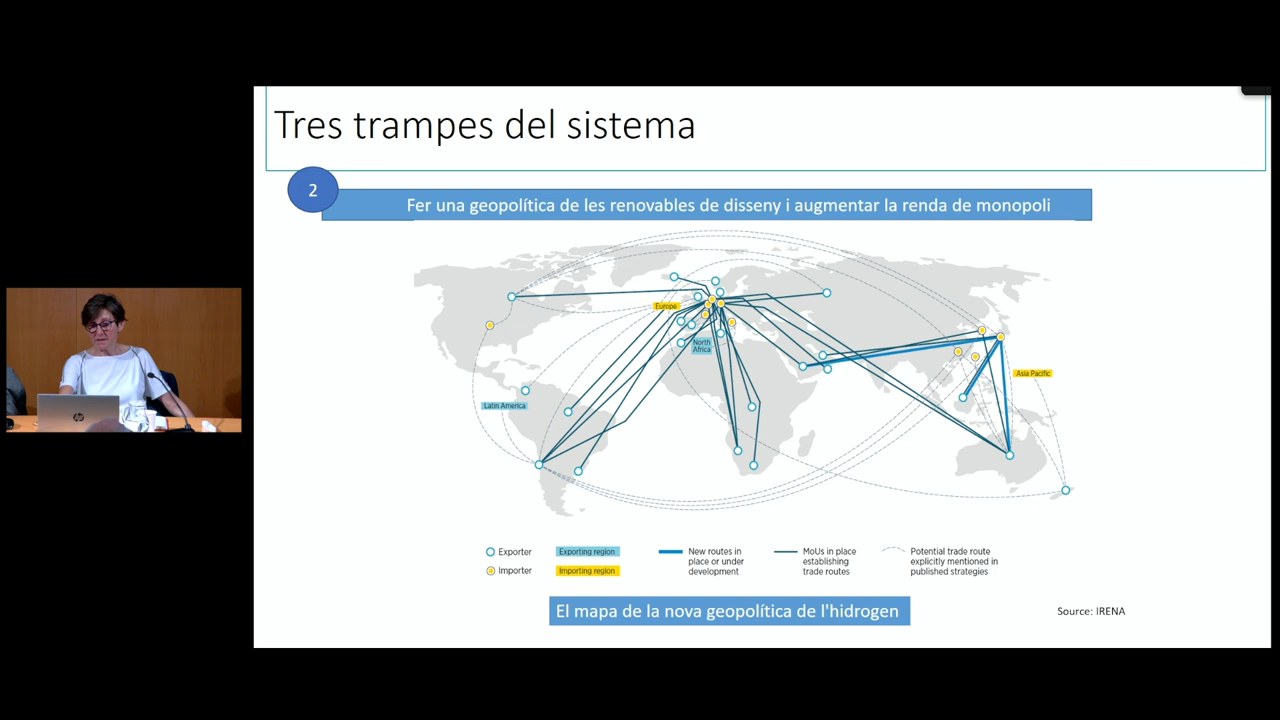 Tres trampes del sistema
2
Fer una geopolítica de les renovables de disseny i augmentar la renda de monopoli
Europe
North
Africa
Asia Pacific
Latin America
Exporter
Importer
Exporting region
Importing region
New routes in
place or under
development
MoUs in place
establishing
trade routes
Potential trade route
explicitly mentioned in
published strategies
El mapa de la nova geopolítica de l'hidrogen
Source: IRENA
hp